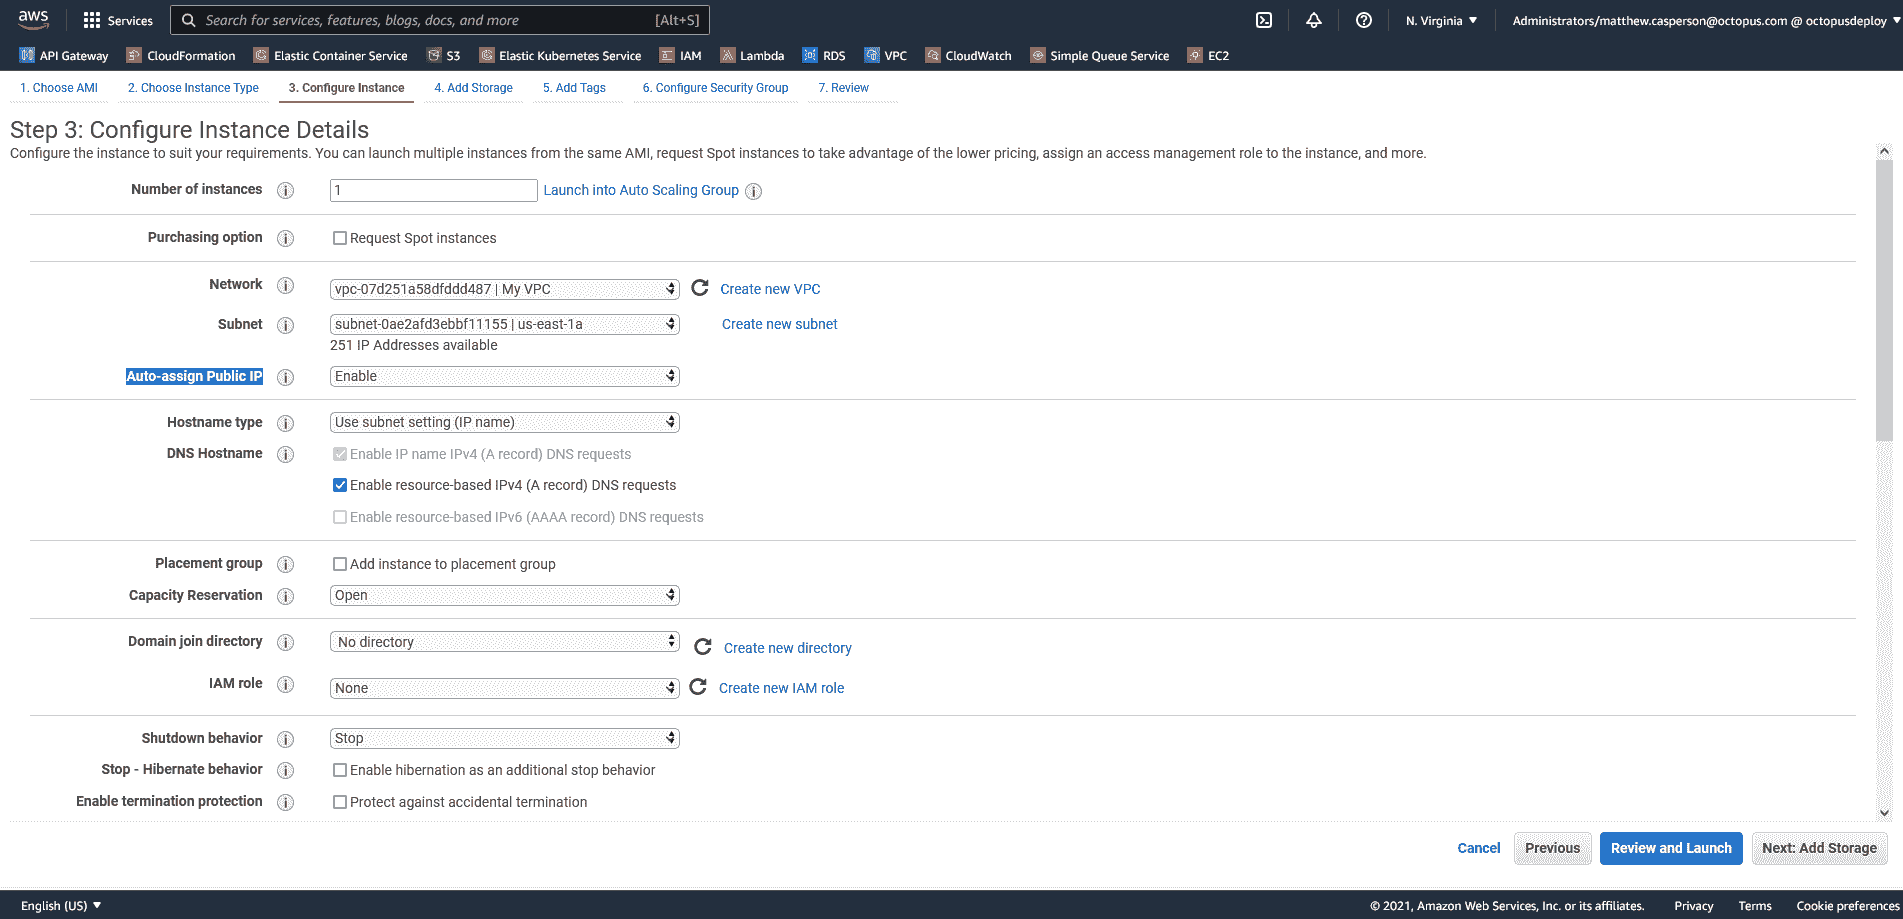 aws Services Search for services, features, blogs, docs, and more [Alt+S] N. Virginia Administrators/matthew.casperson@octopus.com @ octopusdeploy
API Gateway CloudFormation Elastic Container Service S3 Elastic Kubernetes Service IAM Lambda RDS VPC CloudWatch Simple Queue Service EC2
1. Choose AMI 2. Choose Instance Type 3. Configure Instance 4. Add Storage 5. Add Tags 6. Configure Security Group 7. Review
Step 3: Configure Instance Details
Configure the instance to suit your requirements. You can launch multiple instances from the same AMI, request Spot instances to take advantage of the lower pricing, assign an access management role to the instance, and more.
Number of instances 1 Launch into Auto Scaling Group
Purchasing option Request Spot instances
Network vpc-07d251a58dfddd487 | My VPC Create new VPC
Subnet subnet-0ae2afd3ebbf11155 | us-east-1a Create new subnet
251 IP Addresses available
Auto-assign Public IP Enable
Hostname type Use subnet setting (IP name)
DNS Hostname Enable IP name IPv4 (A record) DNS requests
Enable resource-based IPv4 (A record) DNS requests
Enable resource-based IPv6 (AAAA record) DNS requests
Placement group Add instance to placement group
Capacity Reservation Open
Domain join directory No directory Create new directory
IAM role None Create new IAM role
Shutdown behavior Stop
Stop - Hibernate behavior Enable hibernation as an additional stop behavior
Enable termination protection Protect against accidental termination
Cancel Previous Review and Launch Next: Add Storage
English (US) © 2021, Amazon Web Services, Inc. or its affiliates. Privacy Terms Cookie preferences